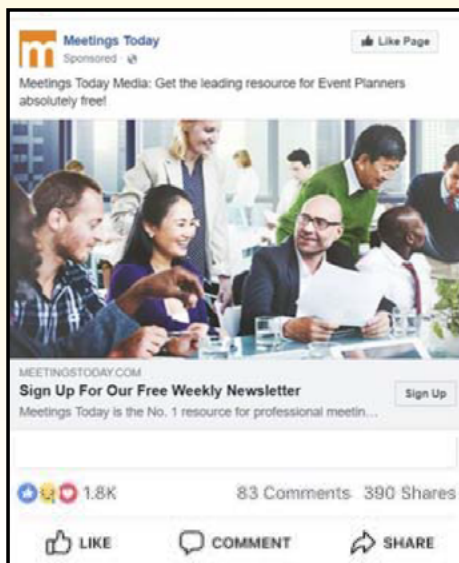 m
Meetings Today
Like Page
Sponsored ·
Meetings Today Media: Get the leading resource for Event Planners
absolutely free!
MEETINGSTODAY.COM
Sign Up For Our Free Weekly Newsletter
Sign Up
Meetings Today is the No. 1 resource for professional meetin...
1.8K
83 Comments 390 Shares
LIKE
COMMENT
SHARE